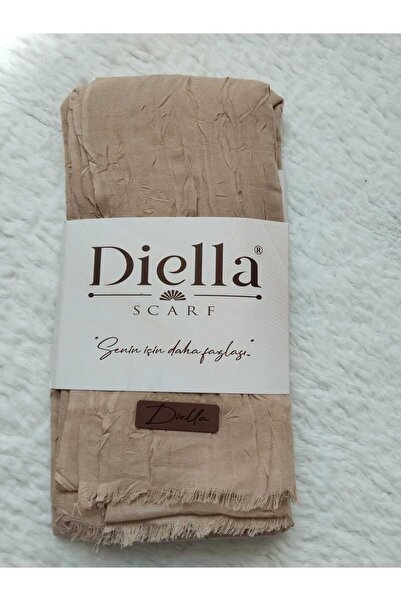 Diella®
SCARF
"Senin için daha fazlası."
Diella